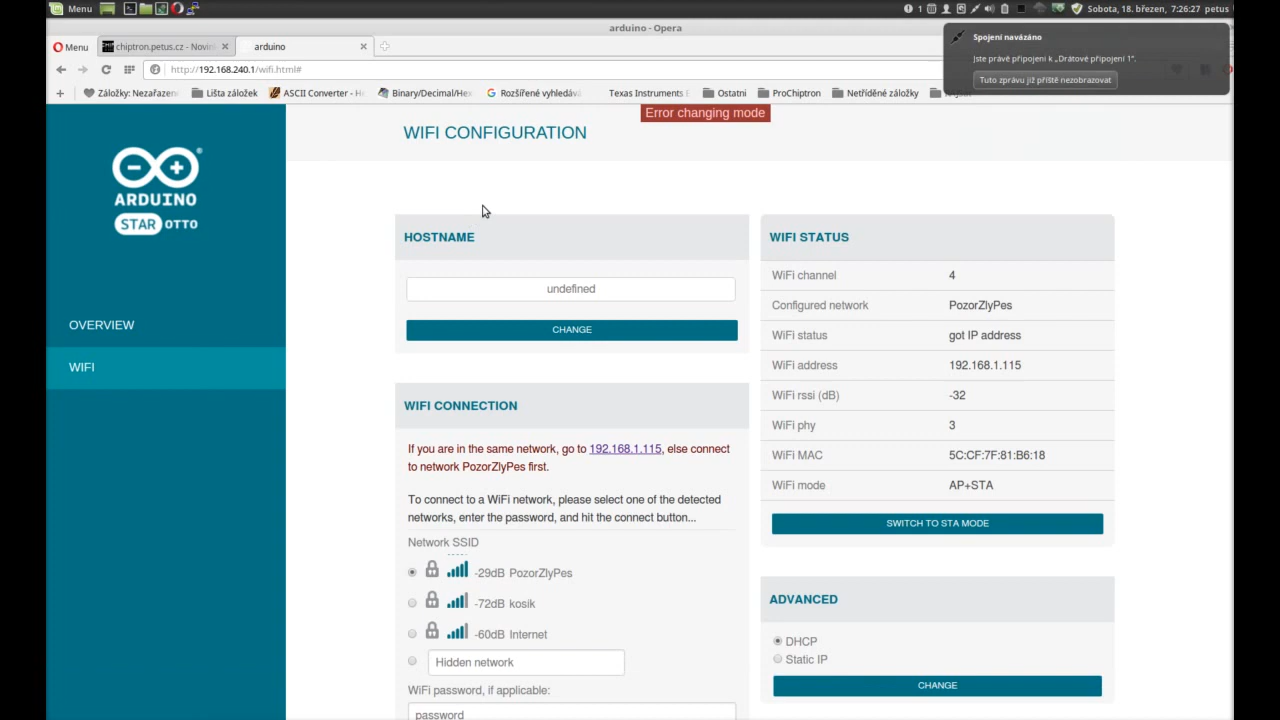 Menu
1
Sobota, 18. březen, 7:26:27 petus
arduino - Opera
Menu
chiptron.petus.cz - Novin
arduino
http://192.168.240.1/wifi.html#
Spojení navázáno
Jste právě připojeni k „Drátové připojení 1“.
Tuto zprávu již příště nezobrazovat
Záložky: Nezařazen
Lišta záložek
ASCII Converter - He
Binary/Decimal/Hex
Rozšířené vyhledáv
Texas Instruments E
Ostatní
ProChiptron
Netříděné záložky
Error changing mode
WIFI CONFIGURATION
ARDUINO
STAR OTTO
OVERVIEW
WIFI
HOSTNAME
undefined
CHANGE
WIFI CONNECTION
If you are in the same network, go to 192.168.1.115, else connect
to network PozorZlyPes first.
To connect to a WiFi network, please select one of the detected
networks, enter the password, and hit the connect button...
Network SSID
-29dB PozorZlyPes
-72dB kosík
-60dB Internet
Hidden network
WiFi password, if applicable:
password
WIFI STATUS
WiFi channel 4
Configured network PozorZlyPes
WiFi status got IP address
WiFi address 192.168.1.115
WiFi rssi (dB) -32
WiFi phy 3
WiFi MAC 5C:CF:7F:81:B6:18
WiFi mode AP+STA
SWITCH TO STA MODE
ADVANCED
DHCP
Static IP
CHANGE